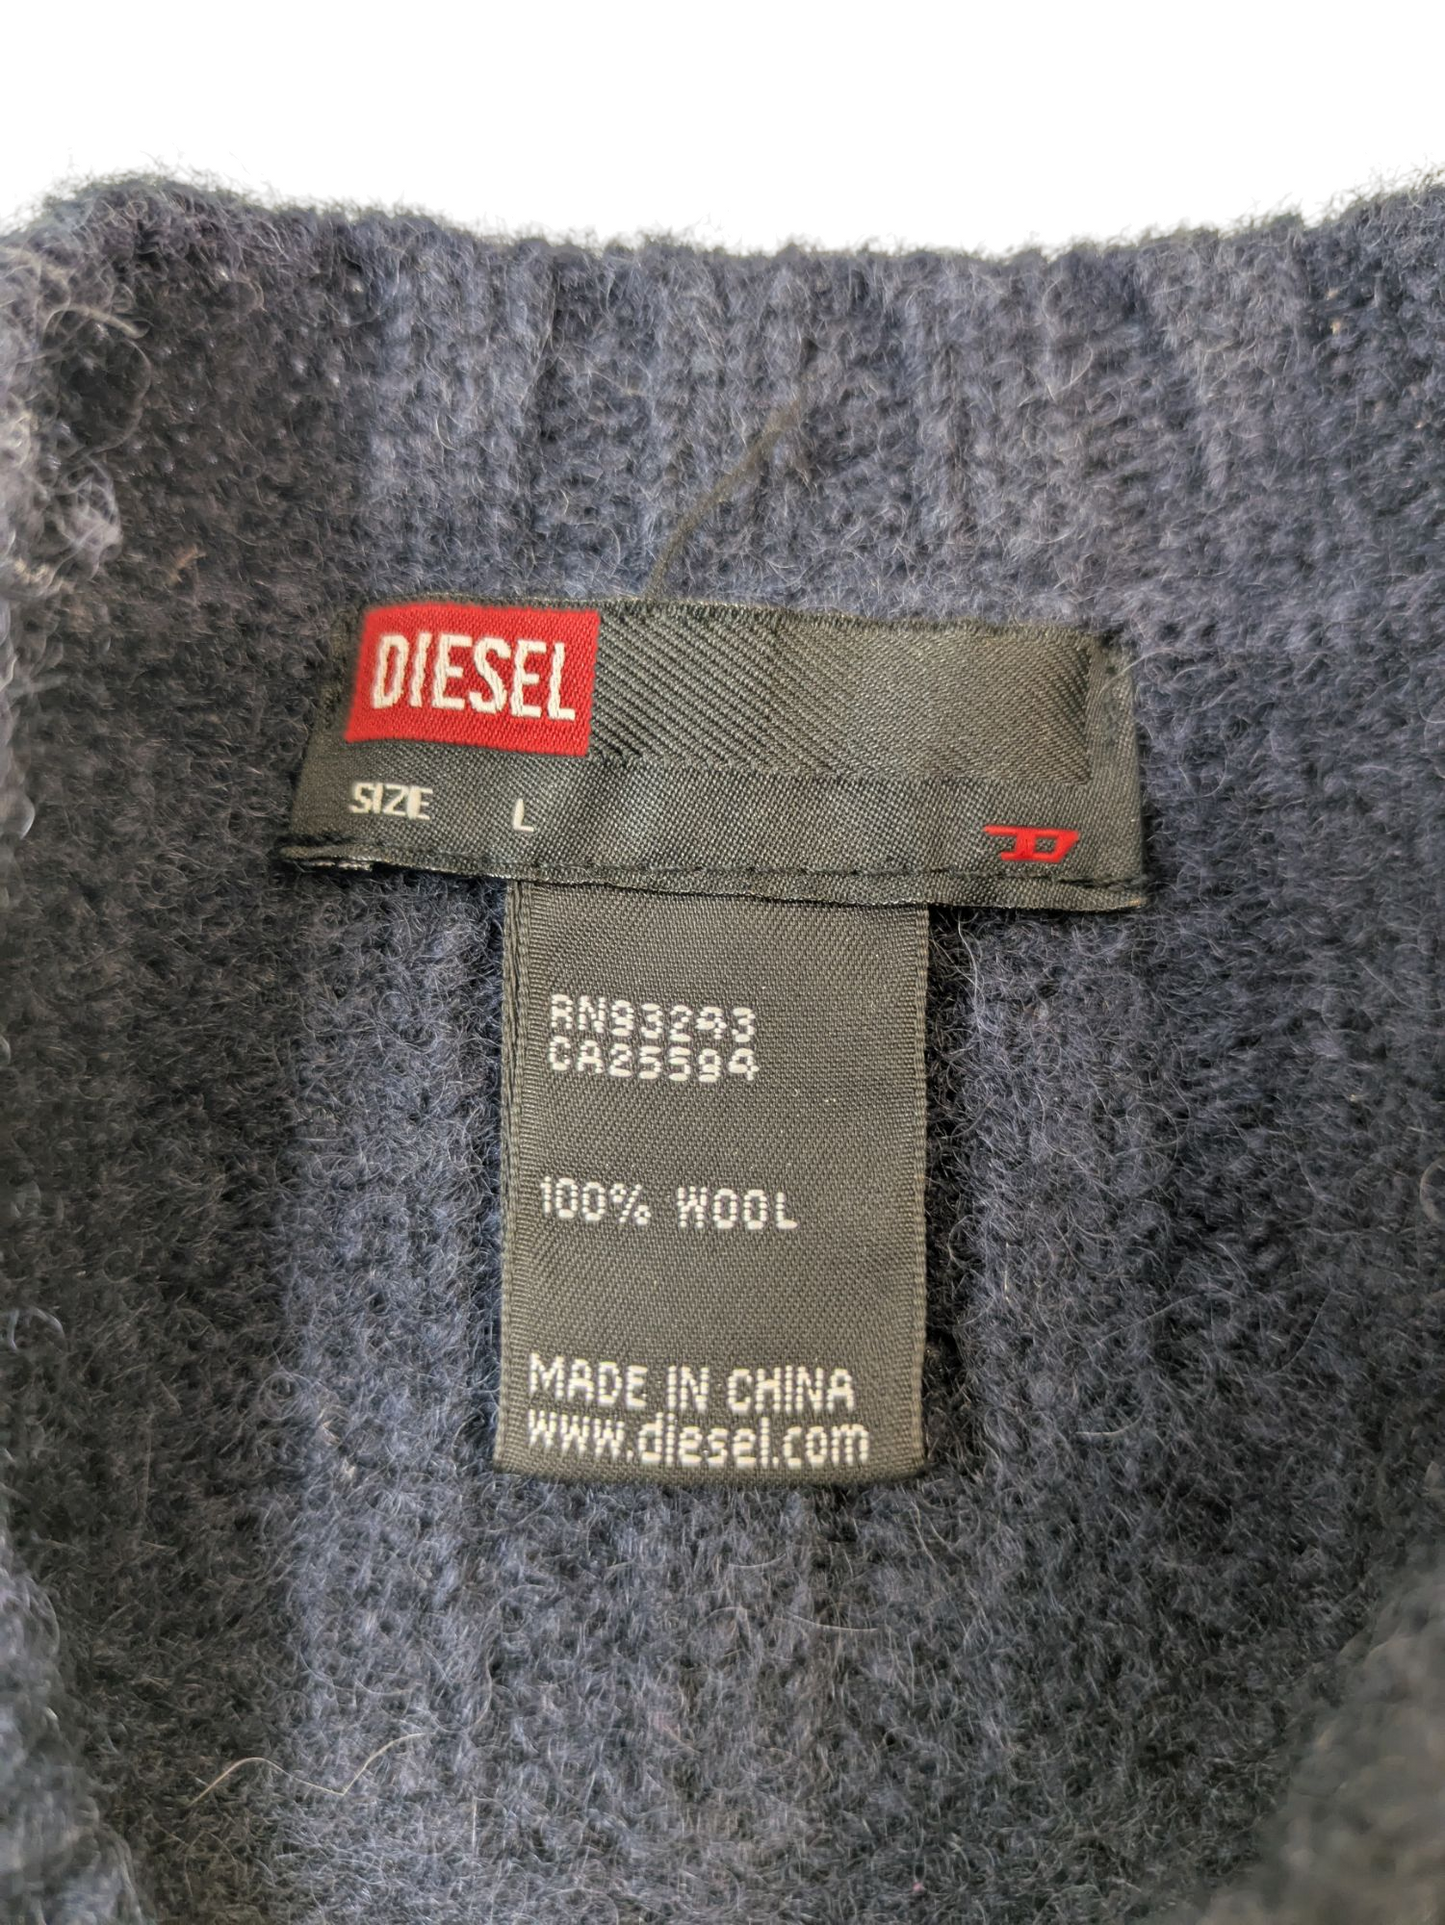 DIESEL
SIZE L
RN93243
CA25594
100% WOOL
MADE IN CHINA
www.diesel.com